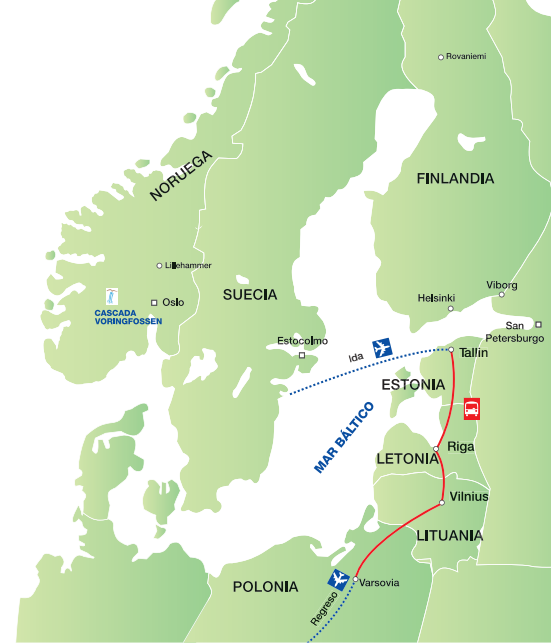 Rovaniemi
NORUEGA
FINLANDIA
Lillehammer
SUECIA
Viborg
Helsinki
Oslo
CASCADA
VORINGFOSSEN
San
Petersburgo
Estocolmo
Ida
Tallin
ESTONIA
MAR BÁLTICO
Riga
LETONIA
Vilnius
LITUANIA
POLONIA
Varsovia
Regreso